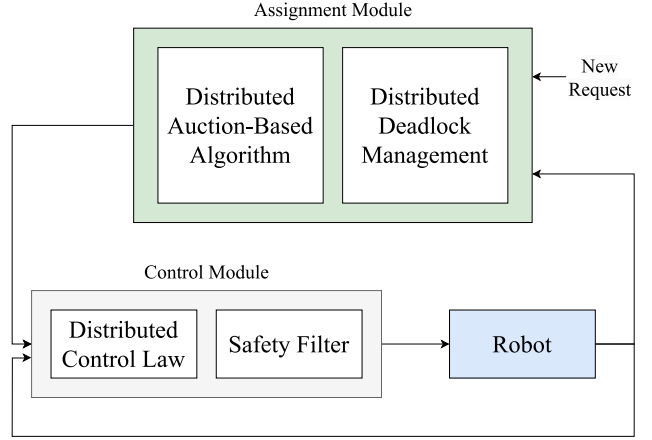 Assignment Module
Distributed
Auction-Based
Algorithm
Distributed
Deadlock
Management
New
Request
Control Module
Distributed
Control Law
Safety Filter
Robot